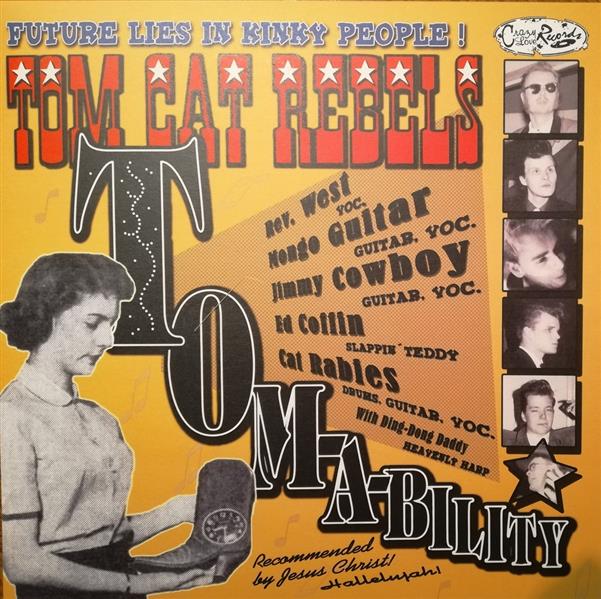 FUTURE LIES IN KINKY PEOPLE !
Crazy Love Records
TOM CAT REBELS
Rev. West
VOC.
Mongo Guitar
GUITAR, VOC.
Jimmy Cowboy
GUITAR, VOC.
Ed Coffin
SLAPPIN´TEDDY
Cat Rabies
DRUMS, GUITAR, VOC.
With Ding-Dong Daddy
HEAVENLY HARP
TOM-A-BILITY
Recommended
by Jesus Christ!
Hallelujah!